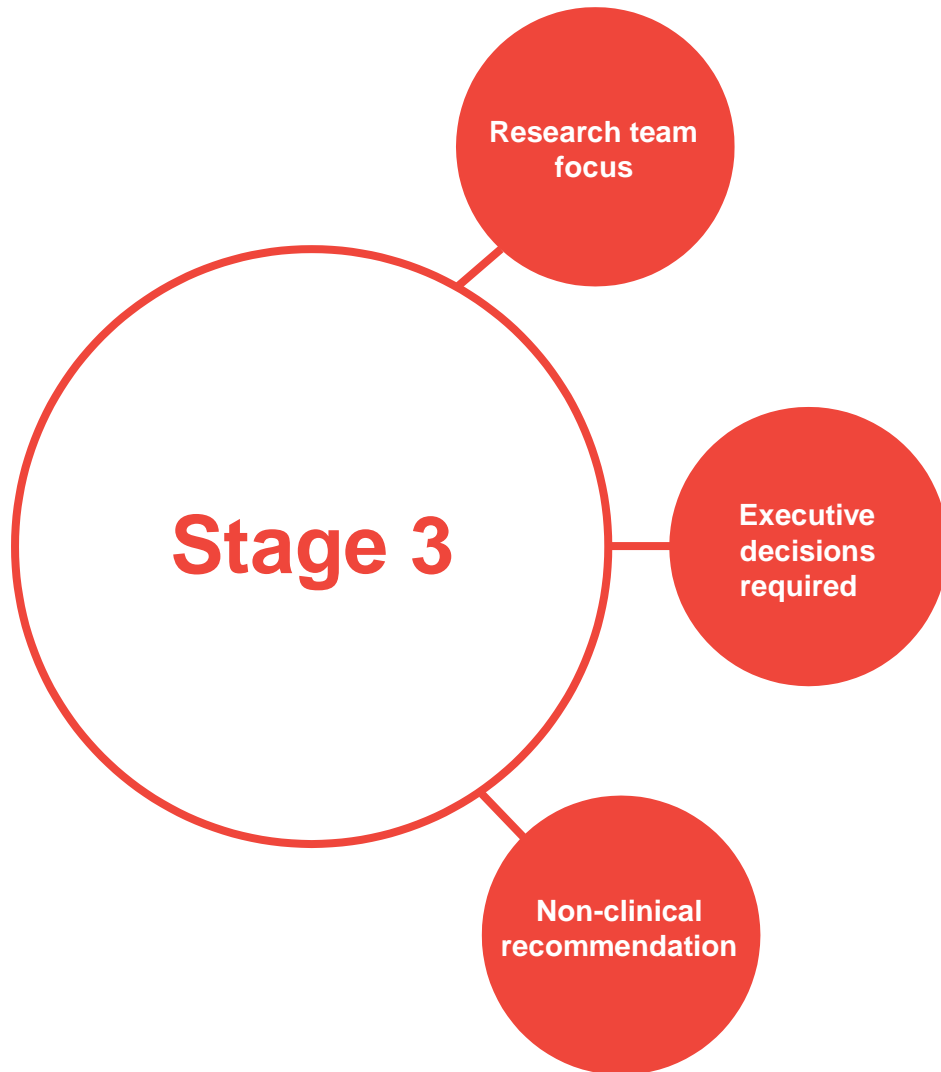 Research team
focus
Stage 3
Executive
decisions
required
Non-clinical
recommendation